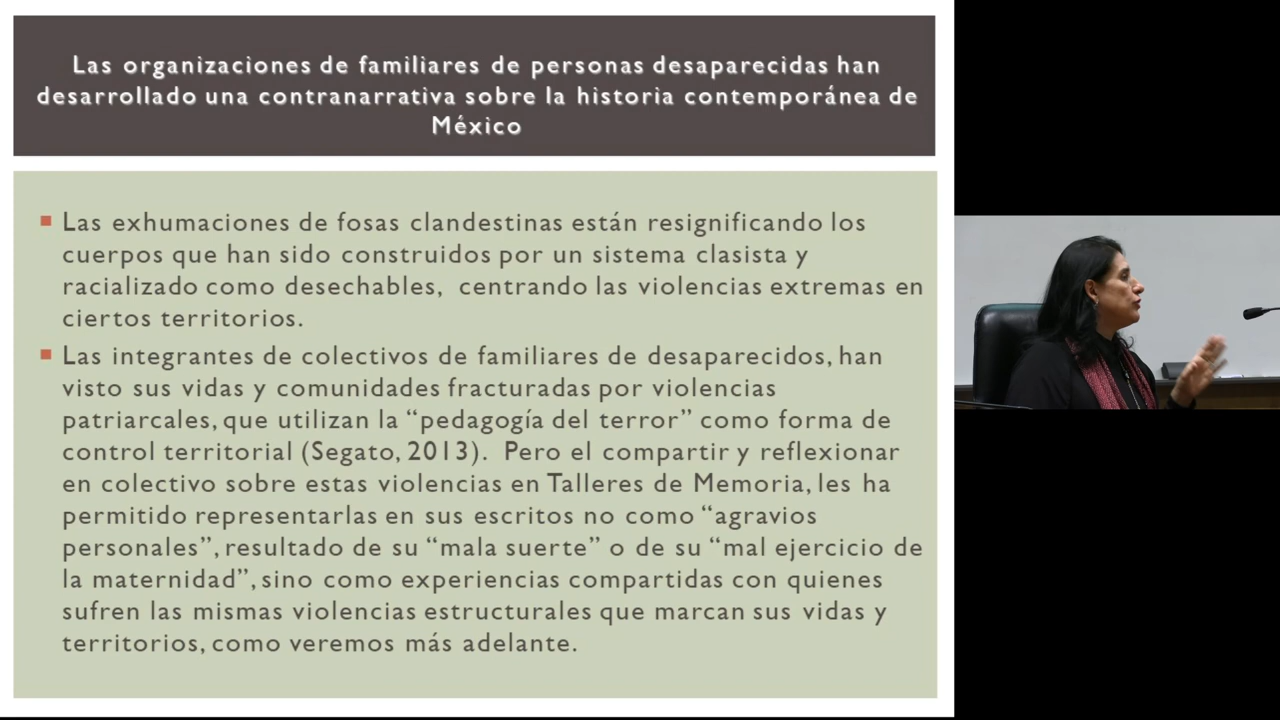 Las organizaciones de familiares de personas desaparecidas han
desarrollado una contranarrativa sobre la historia contemporánea de
México
Las exhumaciones de fosas clandestinas están resignificando los
cuerpos que han sido construidos por un sistema clasista y
racializado como desechables, centrando las violencias extremas en
ciertos territorios.
Las integrantes de colectivos de familiares de desaparecidos, han
visto sus vidas y comunidades fracturadas por violencias
patriarcales, que utilizan la “pedagogía del terror” como forma de
control territorial (Segato, 2013). Pero el compartir y reflexionar
en colectivo sobre estas violencias en Talleres de Memoria, les ha
permitido representarlas en sus escritos no como “agravios
personales”, resultado de su “mala suerte” o de su “mal ejercicio de
la maternidad”, sino como experiencias compartidas con quienes
sufren las mismas violencias estructurales que marcan sus vidas y
territorios, como veremos más adelante.